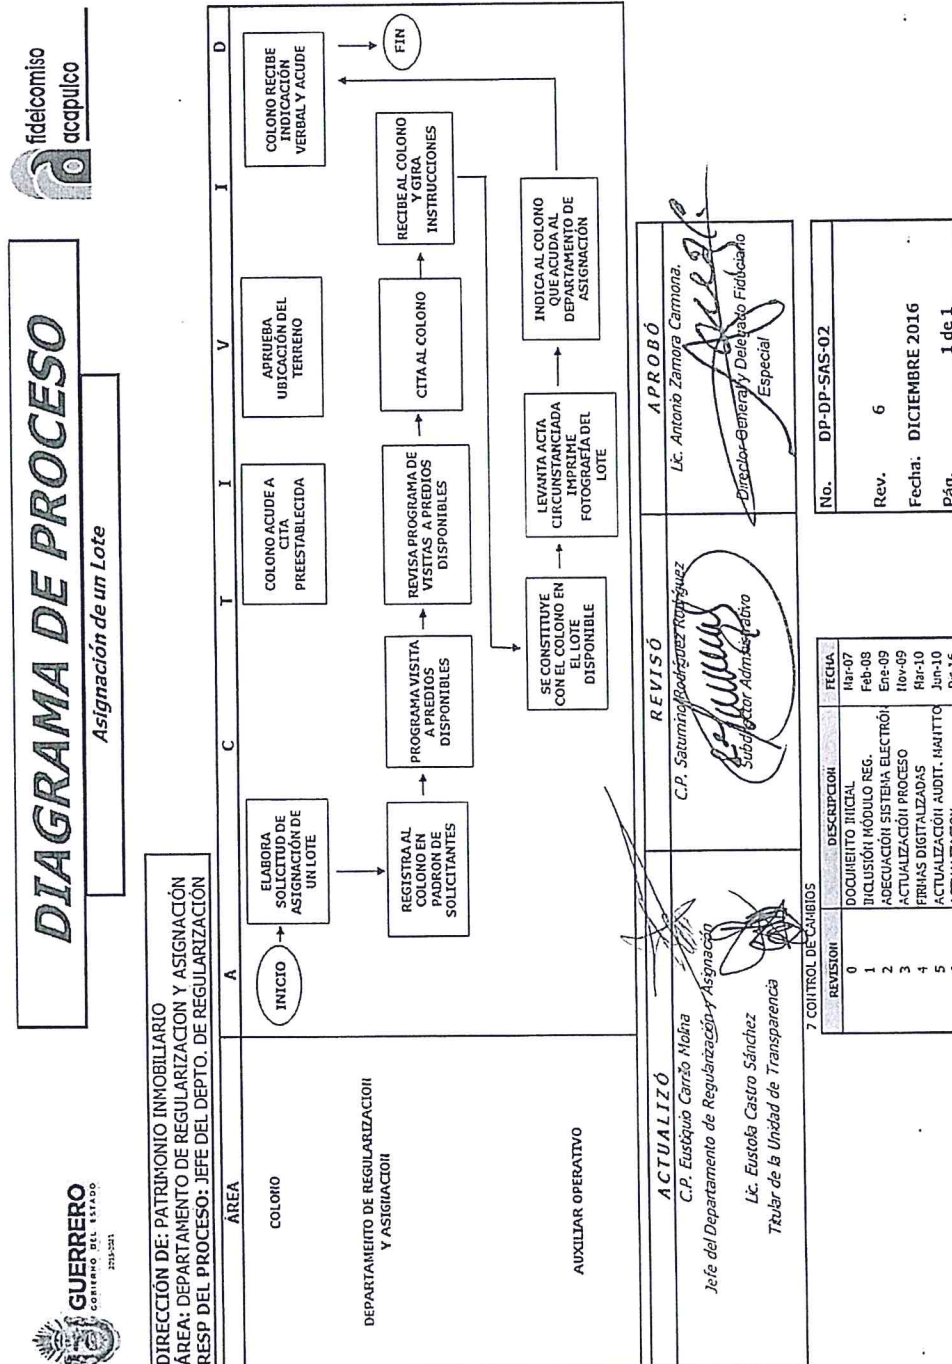 GUERRERO
GOBIERNO DEL ESTADO
2015-2021
DIAGRAMA DE PROCESO
Asignación de un Lote
fideicomiso
acapulco
DIRECCIÓN DE: PATRIMONIO INMOBILIARIO
ÁREA: DEPARTAMENTO DE REGULARIZACION Y ASIGNACIÓN
RESP DEL PROCESO: JEFE DEL DEPTO. DE REGULARIZACIÓN
ÁREA
A C T I V I D A D
COLONO
INICIO
ELABORA
SOLICITUD DE
ASIGNACIÓN DE
UN LOTE
COLONO ACUDE A
CITA
PREESTABLECIDA
APRUEBA
UBICACIÓN DEL
TERRENO
COLONO RECIBE
INDICACIÓN
VERBAL Y ACUDE
FIN
DEPARTAMENTO DE REGULARIZACION
Y ASIGNACION
REGISTRA AL
COLONO EN
PADRON DE
SOLICITANTES
PROGRAMA VISITA
A PREDIOS
DISPONIBLES
REVISA PROGRAMA DE
VISITAS A PREDIOS
DISPONIBLES
CITA AL COLONO
RECIBE AL COLONO
Y GIRA
INSTRUCCIONES
AUXILIAR OPERATIVO
SE CONSTITUYE
CON EL COLONO EN
EL LOTE
DISPONIBLE
LEVANTA ACTA
CIRCUNSTANCIADA
IMPRIME
FOTOGRAFÍA DEL
LOTE
INDICA AL COLONO
QUE ACUDA AL
DEPARTAMENTO DE
ASIGNACIÓN
ACTUALIZÓ
C.P. Eustiquio Carrilo Molina
Jefe del Departamento de Regularización y Asignación
Lic. Eustolia Castro Sánchez
Titular de la Unidad de Transparencia
REVISÓ
C.P. Saturnino Rodríguez Rodríguez
Subdirector Administrativo
APROBÓ
Lic. Antonio Zamora Carmona.
Director General y Delegado Fiduciario
Especial
7 CONTROL DE CAMBIOS
REVISION DESCRIPCION FECHA
0 DOCUMENTO INICIAL Mar-07
1 INCLUSIÓN MÓDULO REG. Feb-08
2 ADECUACIÓN SISTEMA ELECTRÓN Ene-09
3 ACTUALIZACIÓN PROCESO Nov-09
4 FIRMAS DIGITALIZADAS Mar-10
5 ACTUALIZACIÓN AUDIT. MANTTO Jun-10
No. DP-DP-SAS-02
Rev. 6
Fecha: DICIEMBRE 2016
Pág. 1 de 1